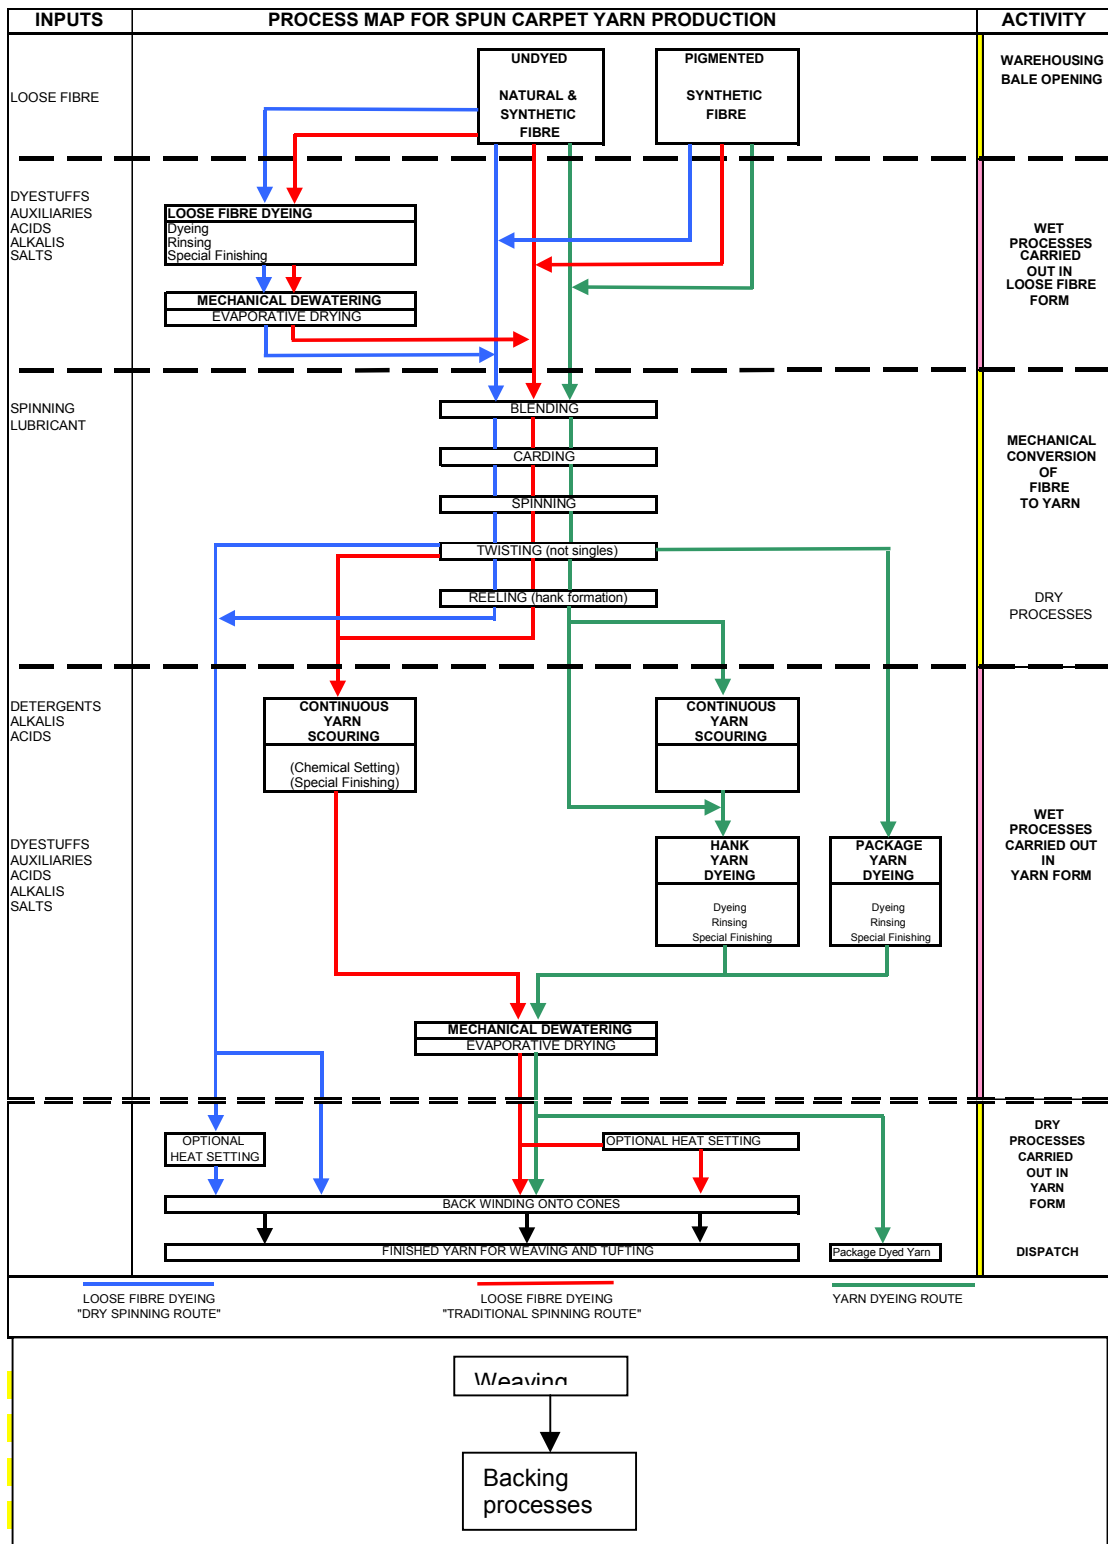 INPUTS
PROCESS MAP FOR SPUN CARPET YARN PRODUCTION
ACTIVITY
LOOSE FIBRE
UNDYED
NATURAL &
SYNTHETIC
FIBRE
PIGMENTED
SYNTHETIC
FIBRE
WAREHOUSING
BALE OPENING
DYESTUFFS
AUXILIARIES
ACIDS
ALKALIS
SALTS
LOOSE FIBRE DYEING
Dyeing
Rinsing
Special Finishing
MECHANICAL DEWATERING
EVAPORATIVE DRYING
WET
PROCESSES
CARRIED
OUT IN
LOOSE FIBRE
FORM
SPINNING
LUBRICANT
BLENDING
CARDING
SPINNING
TWISTING (not singles)
REELING (hank formation)
MECHANICAL
CONVERSION
OF
FIBRE
TO YARN
DRY
PROCESSES
DETERGENTS
ALKALIS
ACIDS
CONTINUOUS
YARN
SCOURING
(Chemical Setting)
(Special Finishing)
CONTINUOUS
YARN
SCOURING
DYESTUFFS
AUXILIARIES
ACIDS
ALKALIS
SALTS
HANK
YARN
DYEING
Dyeing
Rinsing
Special Finishing
PACKAGE
YARN
DYEING
Dyeing
Rinsing
Special Finishing
WET
PROCESSES
CARRIED OUT
IN
YARN FORM
MECHANICAL DEWATERING
EVAPORATIVE DRYING
OPTIONAL
HEAT SETTING
OPTIONAL HEAT SETTING
BACK WINDING ONTO CONES
FINISHED YARN FOR WEAVING AND TUFTING
Package Dyed Yarn
DRY
PROCESSES
CARRIED
OUT IN
YARN
FORM
DISPATCH
LOOSE FIBRE DYEING
"DRY SPINNING ROUTE"
LOOSE FIBRE DYEING
"TRADITIONAL SPINNING ROUTE"
YARN DYEING ROUTE
Weaving
Backing
processes